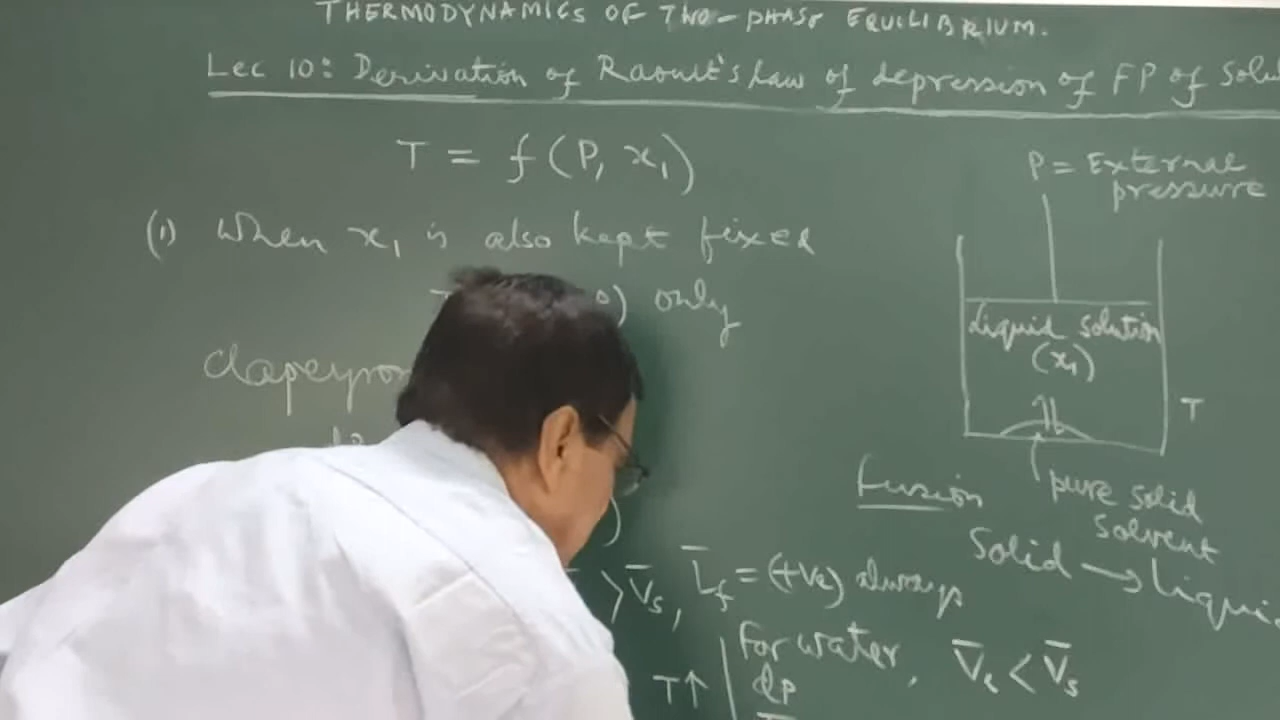 THERMODYNAMICS OF TWO-PHASE EQUILIBRIUM.
Lec 10: Derivation of Raoult's Law of depression of FP of Solu
T = f(P, x₁)
(1) When x₁ is also kept fixed
only
Clapeyron
P = External
pressure
Liquid solution
(x₁)
T
pure solid
solvent
Fusion
Solid → Liqui
> V̄s, L̄f = (+ve) always
T↑
For water, V̄ℓ < V̄s
dP